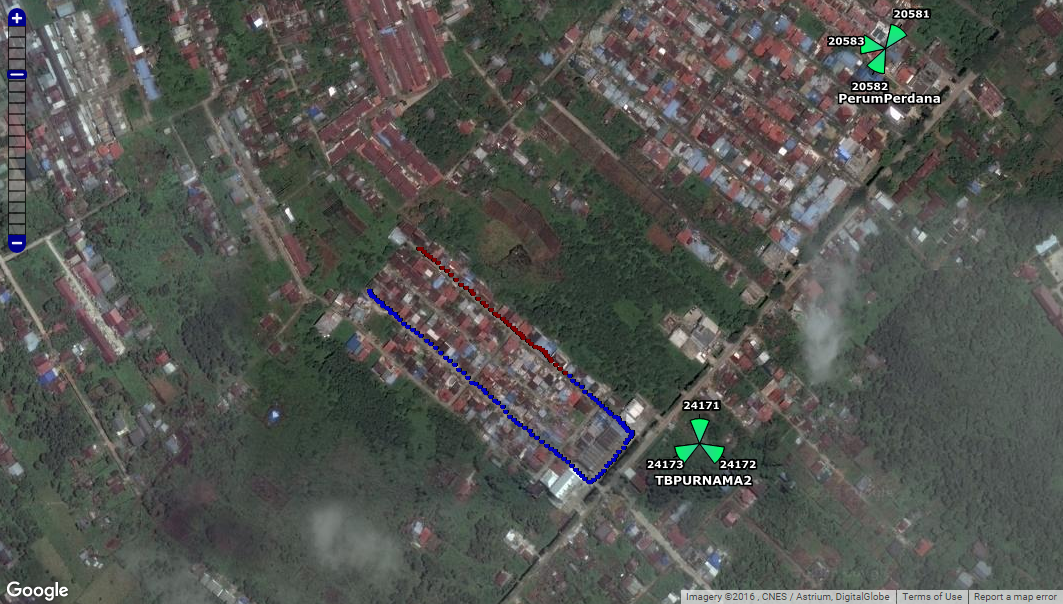 20581
20583
20582
PerumPerdana
24171
24173
24172
TBPURNAMA2
Google
Imagery ©2016 , CNES / Astrium, DigitalGlobe
Terms of Use
Report a map error